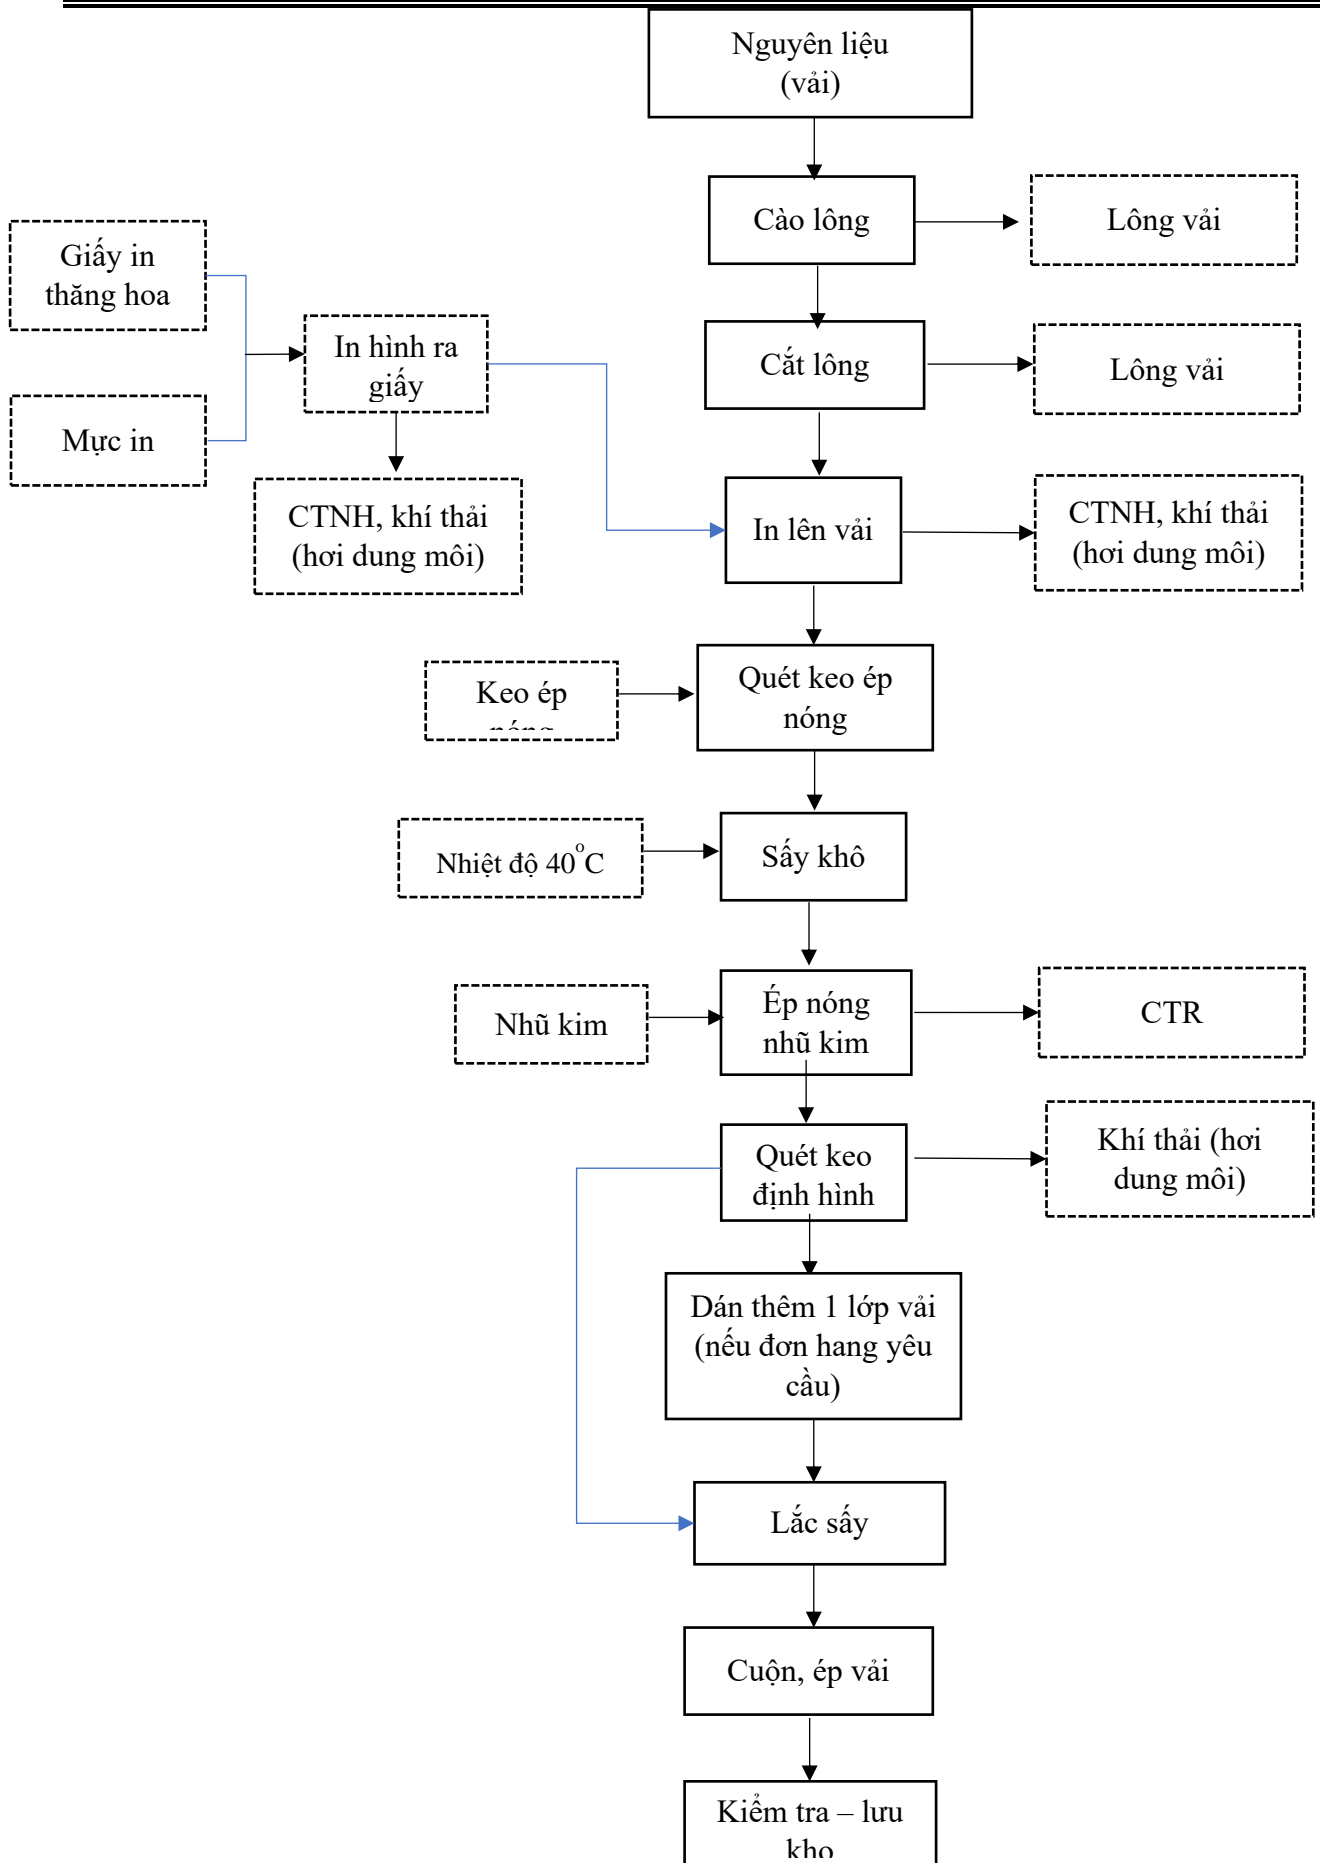 Nguyên liệu
(vải)
Cào lông
Lông vải
Giấy in
thăng hoa
In hình ra
giấy
Cắt lông
Lông vải
Mực in
CTNH, khí thải
(hơi dung môi)
In lên vải
CTNH, khí thải
(hơi dung môi)
Keo ép
nóng
Quét keo ép
nóng
Nhiệt độ 40°C
Sấy khô
Nhũ kim
Ép nóng
nhũ kim
CTR
Quét keo
định hình
Khí thải (hơi
dung môi)
Dán thêm 1 lớp vải
(nếu đơn hang yêu
cầu)
Lắc sấy
Cuộn, ép vải
Kiểm tra – lưu
kho